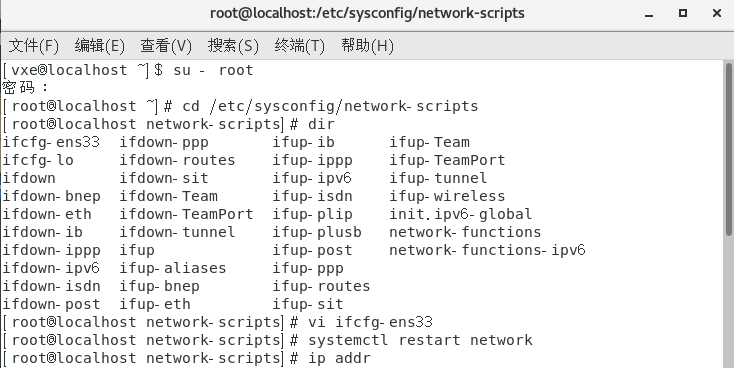 root@localhost:/etc/sysconfig/network-scripts
文件(F) 编辑(E) 查看(V) 搜索(S) 终端(T) 帮助(H)
[vxe@localhost ~]$ su - root
密码：
[root@localhost ~]# cd /etc/sysconfig/network-scripts
[root@localhost network-scripts]# dir
ifcfg-ens33 ifdown-ppp ifup-ib ifup-Team
ifcfg-lo ifdown-routes ifup-ippp ifup-TeamPort
ifdown ifdown-sit ifup-ipv6 ifup-tunnel
ifdown-bnep ifdown-Team ifup-isdn ifup-wireless
ifdown-eth ifdown-TeamPort ifup-plip init.ipv6-global
ifdown-ib ifdown-tunnel ifup-plusb network-functions
ifdown-ippp ifup ifup-post network-functions-ipv6
ifdown-ipv6 ifup-aliases ifup-ppp
ifdown-isdn ifup-bnep ifup-routes
ifdown-post ifup-eth ifup-sit
[root@localhost network-scripts]# vi ifcfg-ens33
[root@localhost network-scripts]# systemctl restart network
[root@localhost network-scripts]# ip addr